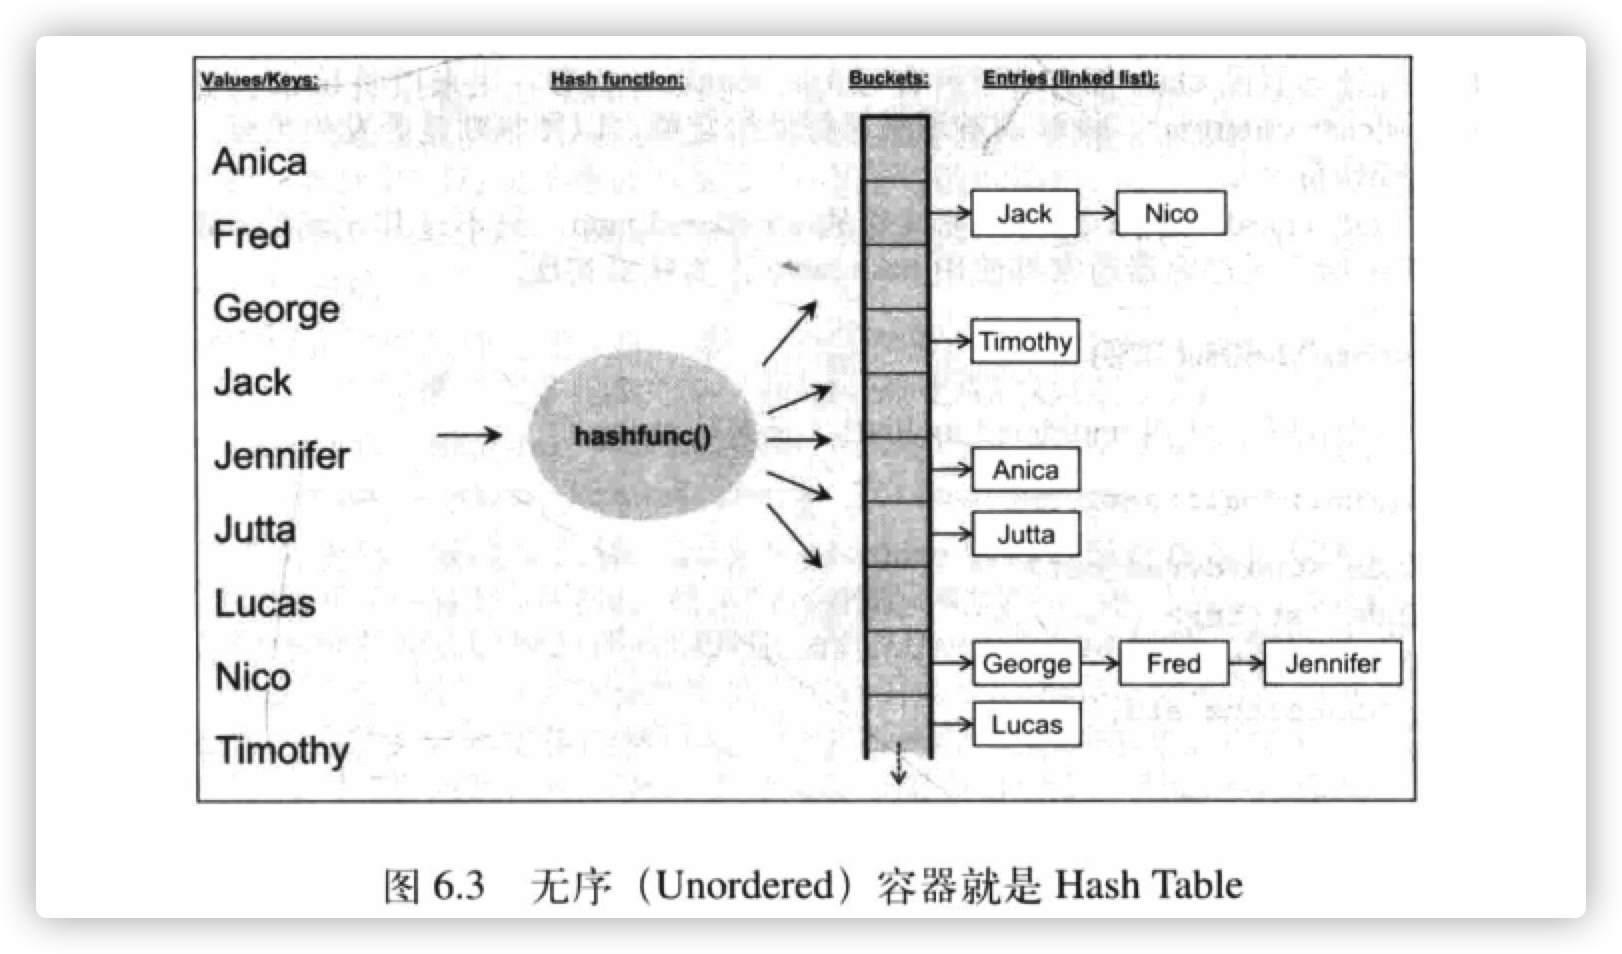 Values/Keys: Hash function: Buckets: Entries (linked list):
Anica
Fred
George
Jack
Jennifer
Jutta
Lucas
Nico
Timothy
hashfunc()
Jack Nico
Timothy
Anica
Jutta
George Fred Jennifer
Lucas
图 6.3 无序（Unordered）容器就是 Hash Table